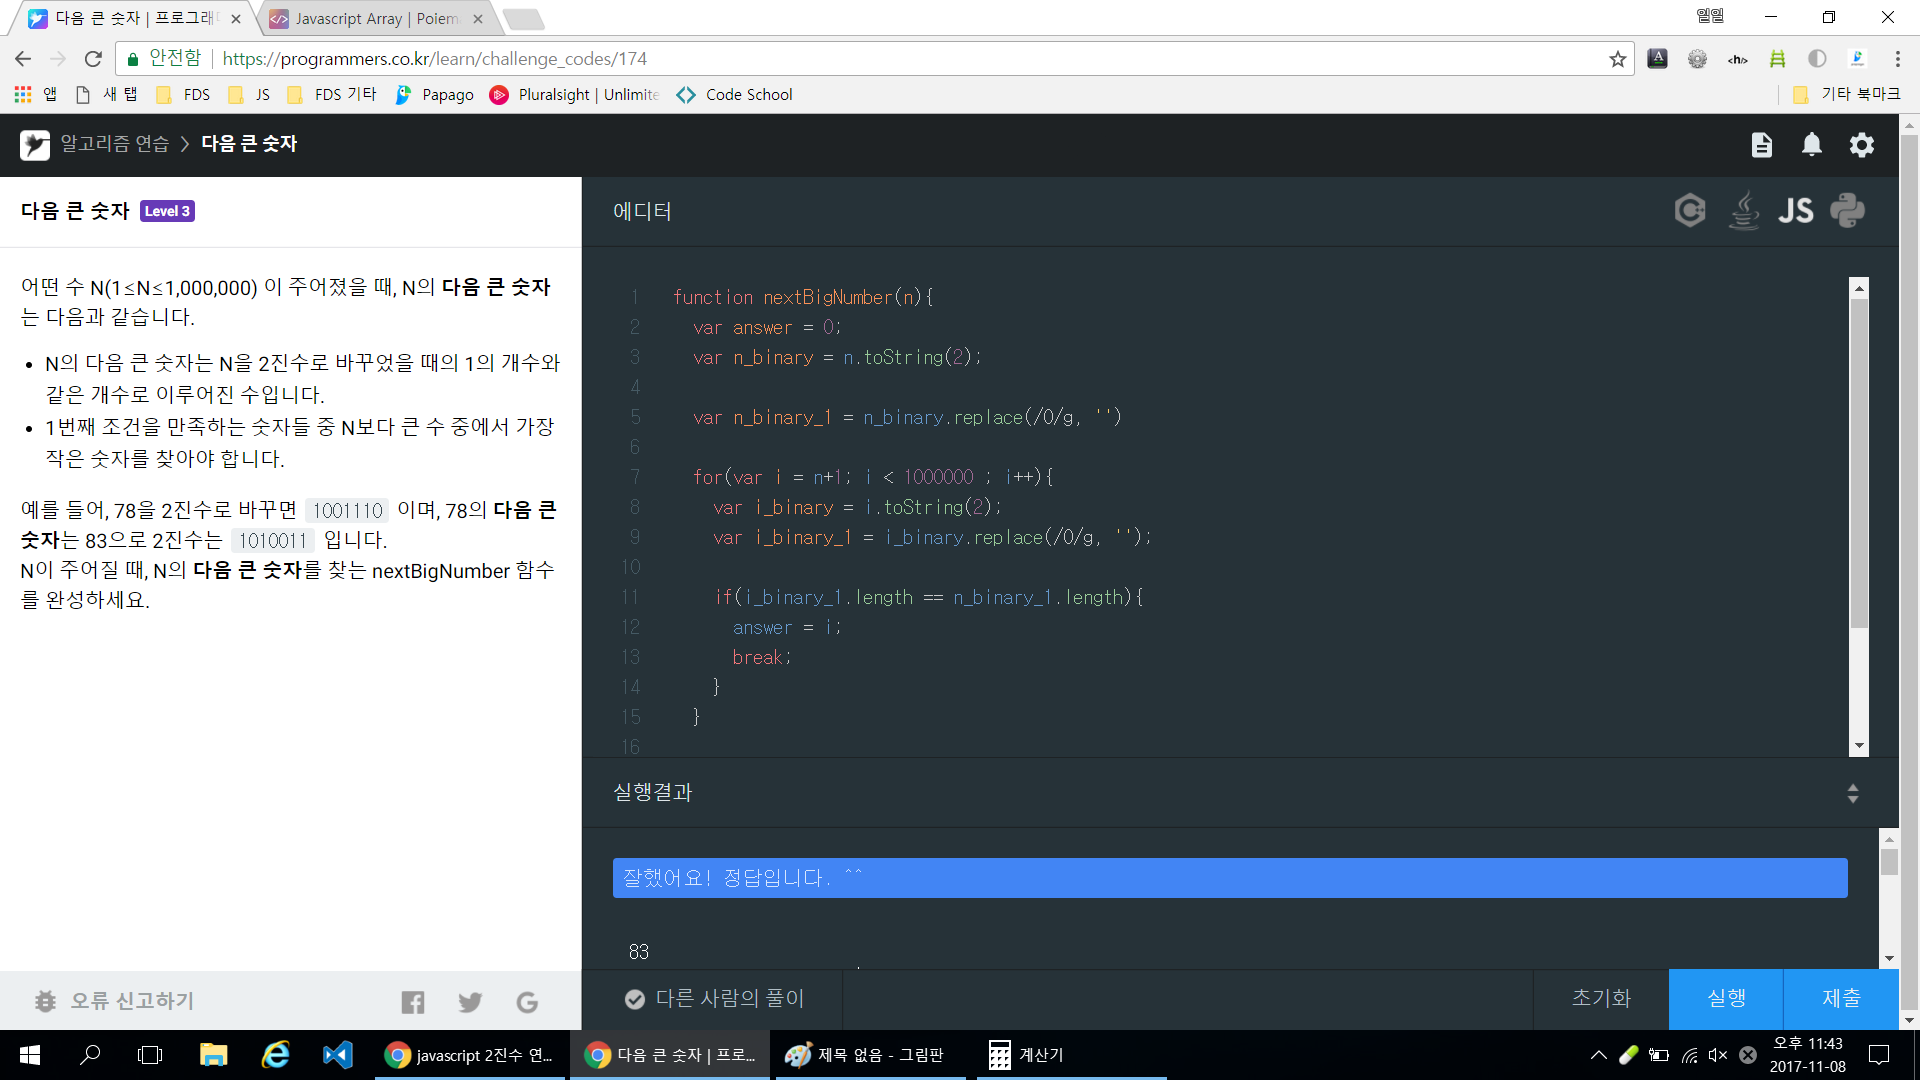 다음 큰 숫자 | 프로그래
Javascript Array | Poiem
일일
안전함 https://programmers.co.kr/learn/challenge_codes/174
앱 새 탭 FDS JS FDS 기타 Papago Pluralsight | Unlimite Code School 기타 북마크
알고리즘 연습 > 다음 큰 숫자
다음 큰 숫자 Level 3
어떤 수 N(1≤N≤1,000,000) 이 주어졌을 때, N의 다음 큰 숫자
는 다음과 같습니다.
• N의 다음 큰 숫자는 N을 2진수로 바꾸었을 때의 1의 개수와
같은 개수로 이루어진 수입니다.
• 1번째 조건을 만족하는 숫자들 중 N보다 큰 수 중에서 가장
작은 숫자를 찾아야 합니다.
예를 들어, 78을 2진수로 바꾸면 1001110 이며, 78의 다음 큰
숫자는 83으로 2진수는 1010011 입니다.
N이 주어질 때, N의 다음 큰 숫자를 찾는 nextBigNumber 함수
를 완성하세요.
오류 신고하기
에디터
JS
1 function nextBigNumber(n){
2 var answer = 0;
3 var n_binary = n.toString(2);
4
5 var n_binary_1 = n_binary.replace(/0/g, '')
6
7 for(var i = n+1; i < 1000000 ; i++){
8 var i_binary = i.toString(2);
9 var i_binary_1 = i_binary.replace(/0/g, '');
10
11 if(i_binary_1.length == n_binary_1.length){
12 answer = i;
13 break;
14 }
15 }
16
실행결과
잘했어요! 정답입니다. ^^
83
다른 사람의 풀이
초기화 실행 제출
javascript 2진수 연... 다음 큰 숫자 | 프로... 제목 없음 - 그림판 계산기
오후 11:43
2017-11-08